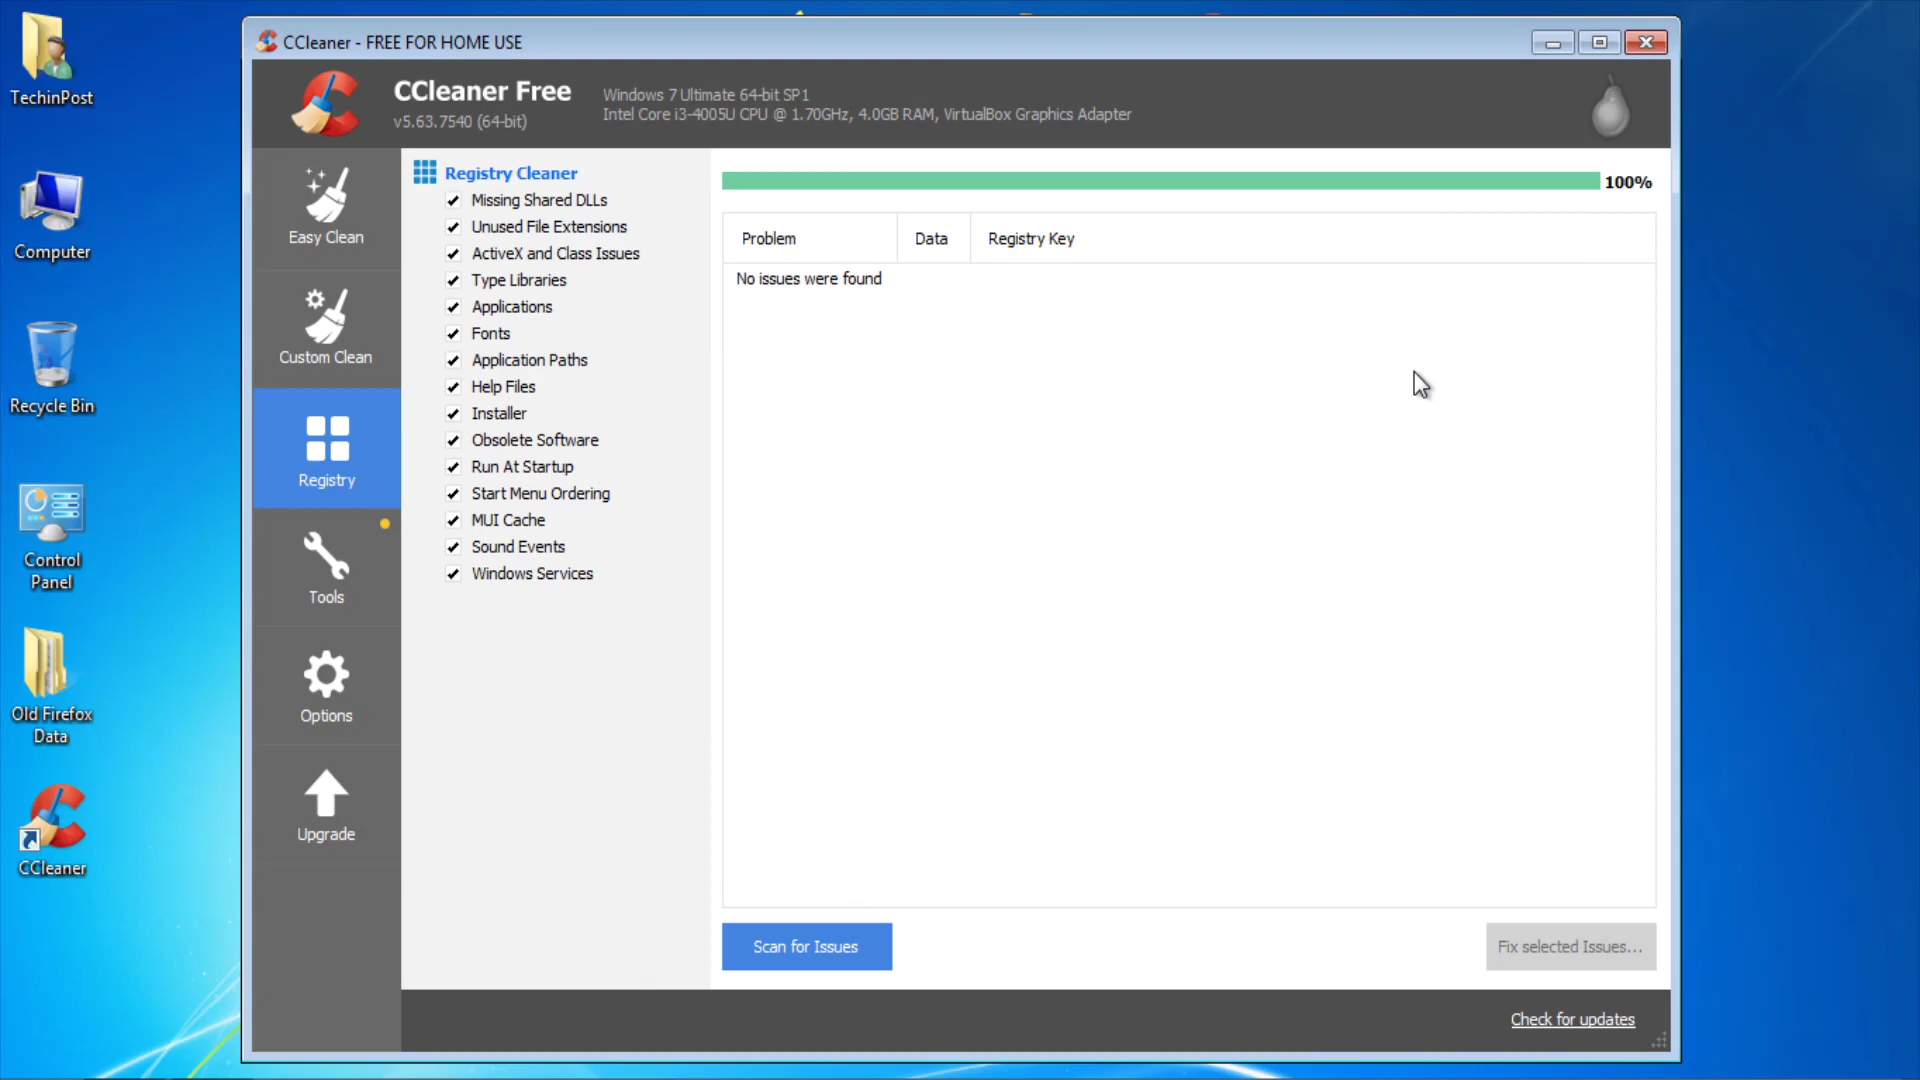 TechinPost
Computer
Recycle Bin
Control
Panel
Old Firefox
Data
CCleaner
CCleaner - FREE FOR HOME USE
CCleaner Free
v5.63.7540 (64-bit)
Windows 7 Ultimate 64-bit SP1
Intel Core i3-4005U CPU @ 1.70GHz, 4.0GB RAM, VirtualBox Graphics Adapter
Easy Clean
Custom Clean
Registry
Tools
Options
Upgrade
Registry Cleaner
Missing Shared DLLs
Unused File Extensions
ActiveX and Class Issues
Type Libraries
Applications
Fonts
Application Paths
Help Files
Installer
Obsolete Software
Run At Startup
Start Menu Ordering
MUI Cache
Sound Events
Windows Services
100%
Problem Data Registry Key
No issues were found
Scan for Issues
Fix selected Issues...
Check for updates